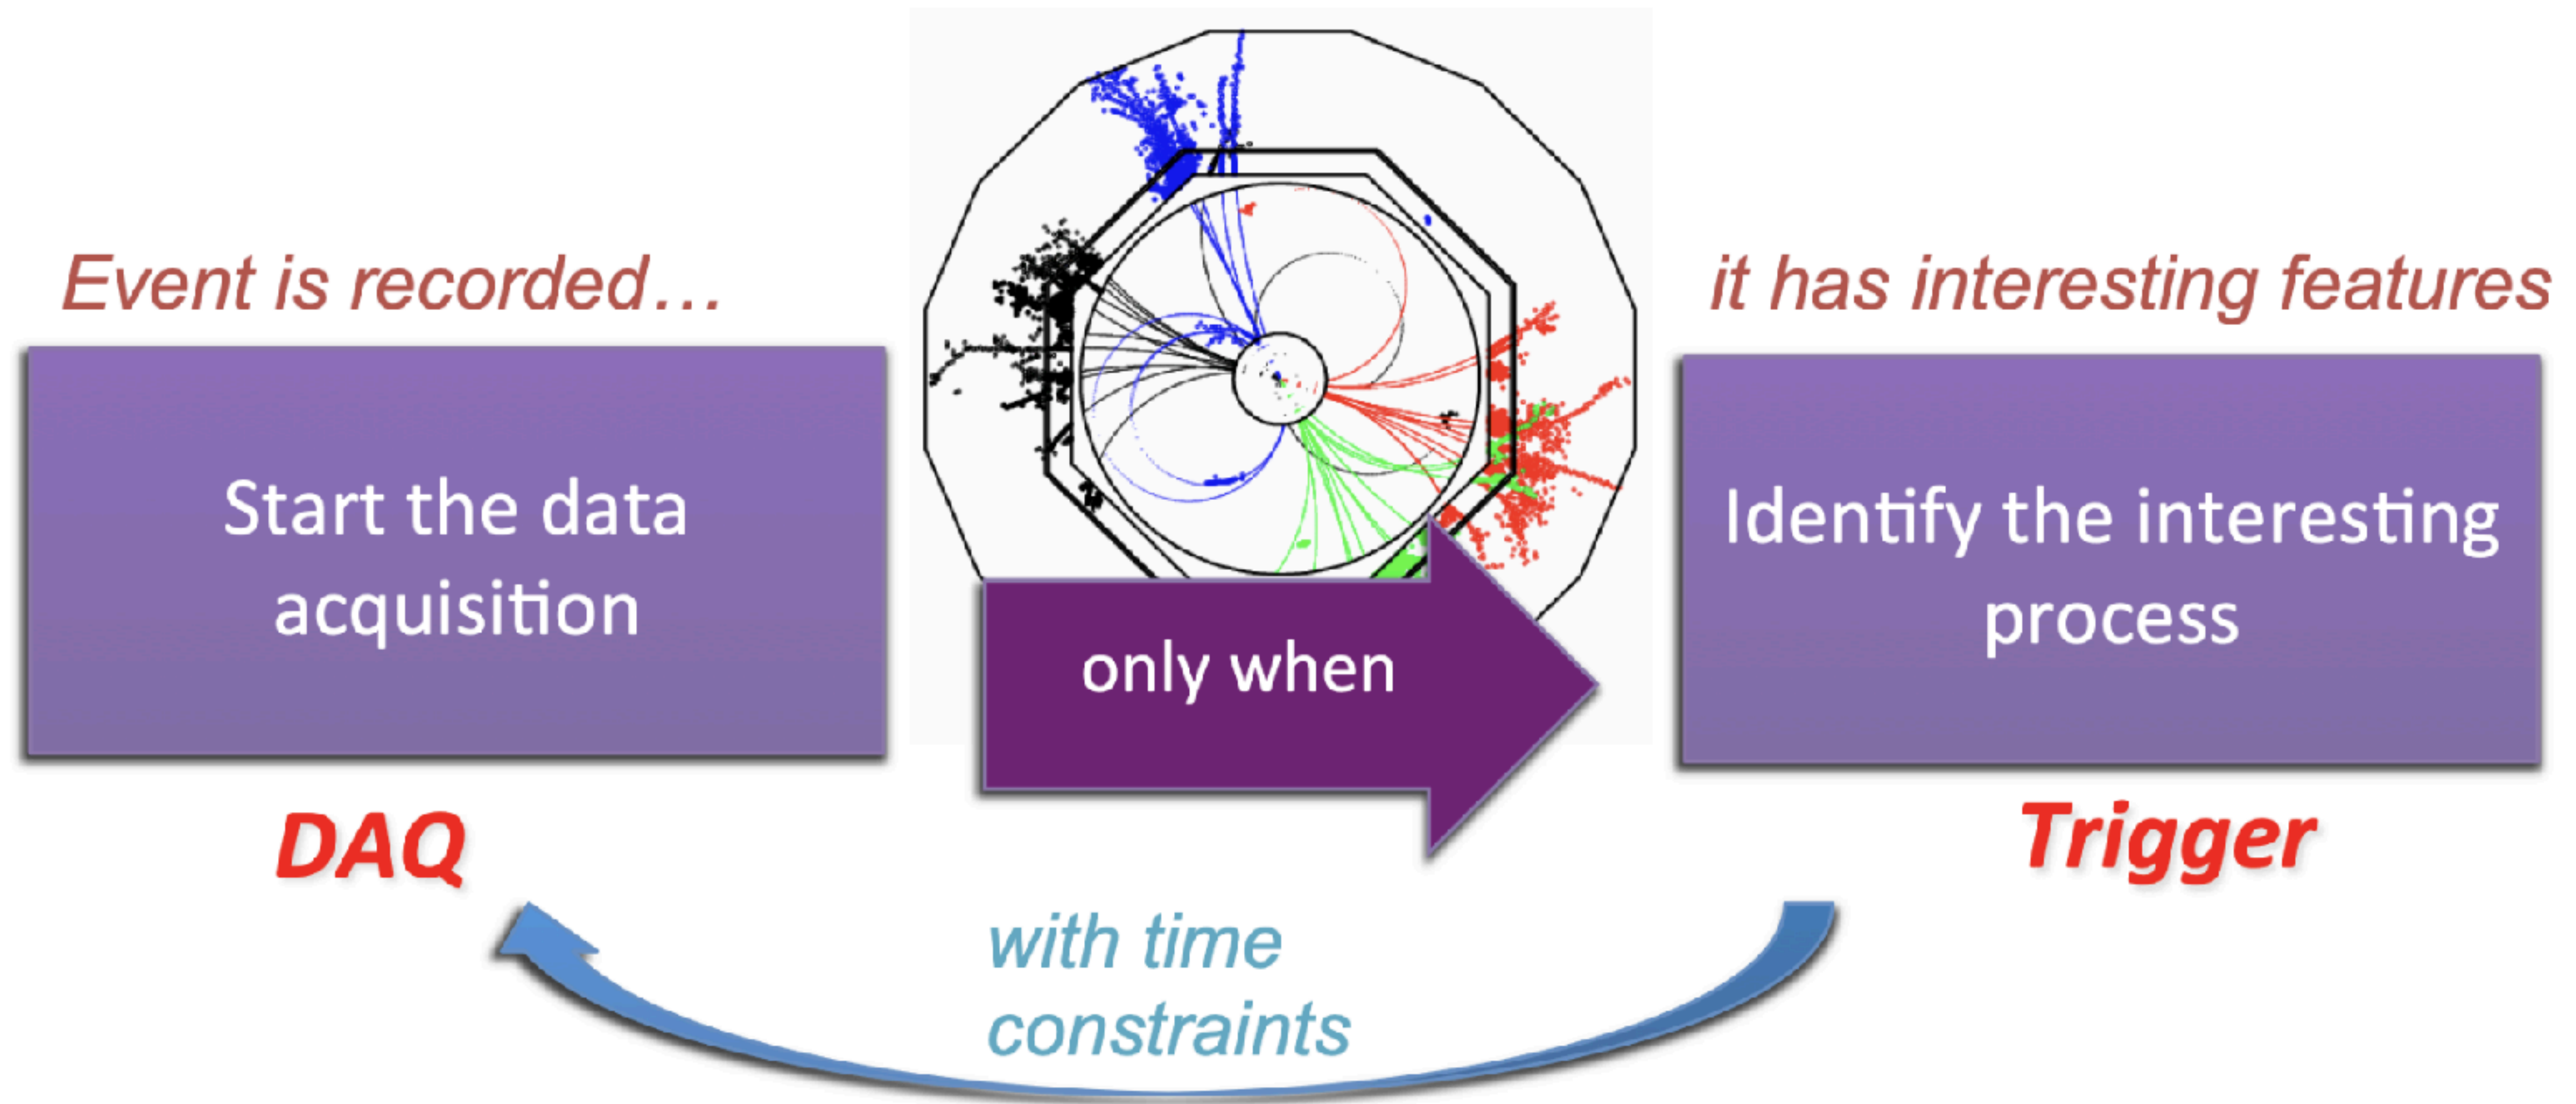 Event is recorded...
it has interesting features
Start the data
acquisition
only when
Identify the interesting
process
DAQ
Trigger
with time
constraints